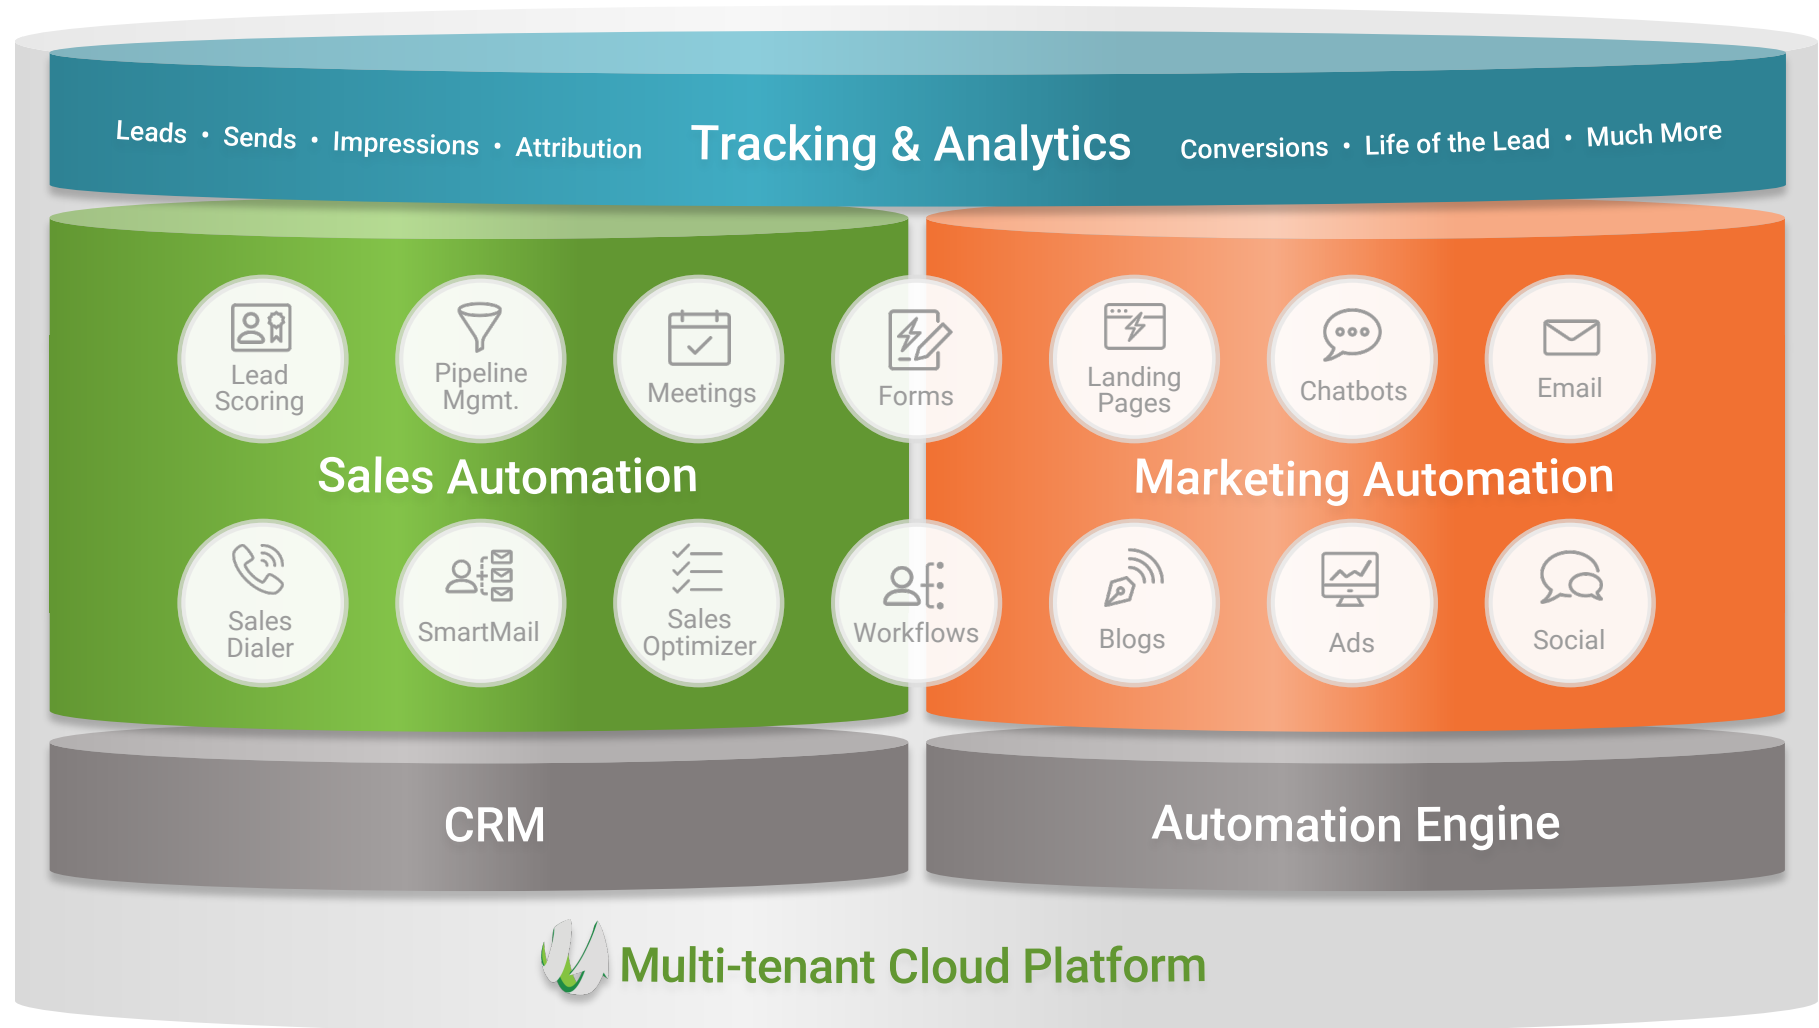 Leads • Sends • Impressions • Attribution Tracking & Analytics Conversions • Life of the Lead • Much More
Lead
Scoring
Pipeline
Mgmt.
Meetings
Forms
Landing
Pages
Chatbots
Email
Sales Automation
Marketing Automation
Sales
Dialer
SmartMail
Sales
Optimizer
Workflows
Blogs
Ads
Social
CRM
Automation Engine
Multi-tenant Cloud Platform